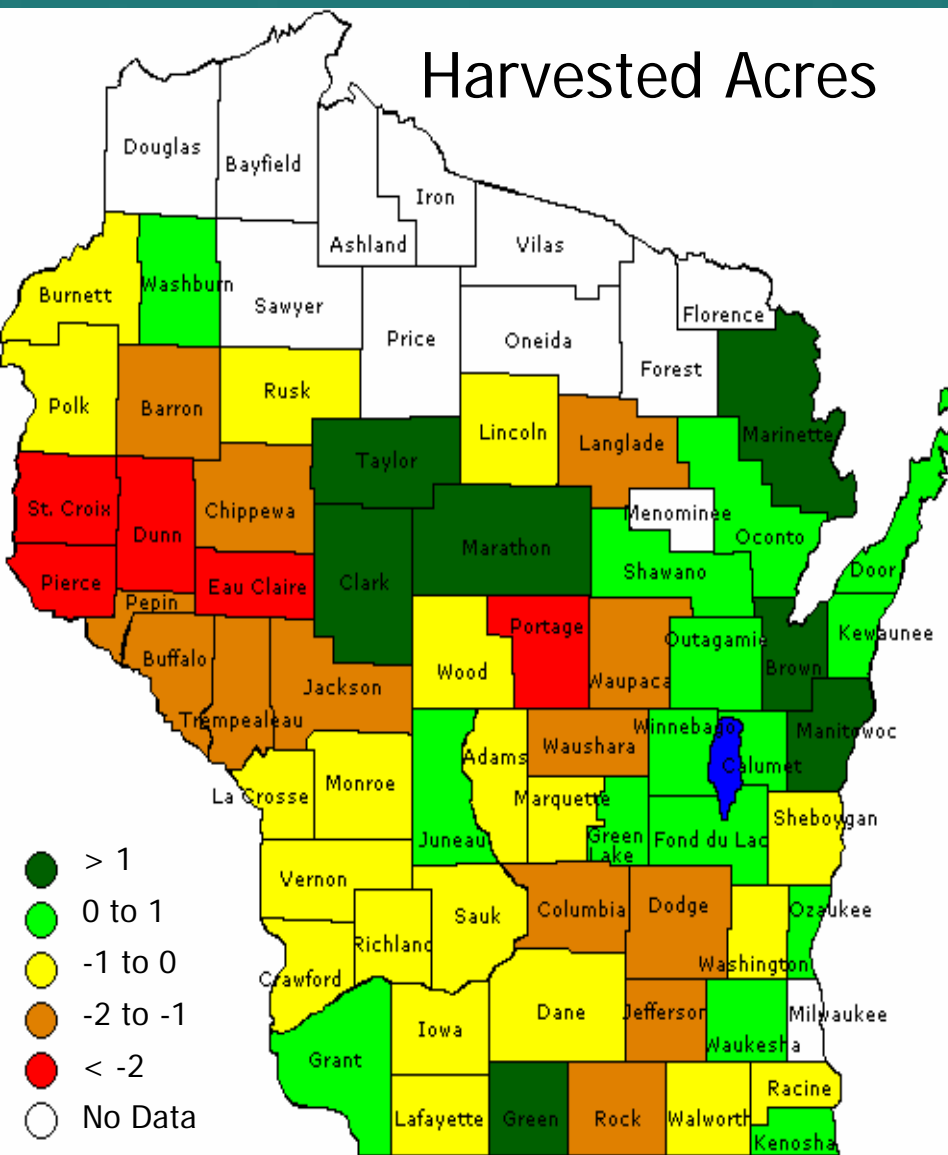 Harvested Acres
Douglas
Bayfield
Iron
Ashland
Vilas
Burnett
Washburn
Sawyer
Florence
Price
Oneida
Forest
Polk
Barron
Rusk
Lincoln
Langlade
Marinette
Taylor
St. Croix
Chippewa
Menominee
Dunn
Marathon
Oconto
Pierce
Eau Claire
Clark
Shawano
Door
Pepin
Portage
Outagamie
Kewaunee
Buffalo
Wood
Waupaca
Brown
Jackson
Trempealeau
Winnebago
Manitowoc
Adams
Waushara
Calumet
La Crosse
Monroe
Marquette
Sheboygan
Juneau
Green
Lake
Fond du Lac
Vernon
Sauk
Columbia
Dodge
Ozaukee
Richland
Washington
Crawford
Iowa
Dane
Jefferson
Milwaukee
Waukesha
Grant
Racine
Lafayette
Green
Rock
Walworth
Kenosha
> 1
0 to 1
-1 to 0
-2 to -1
< -2
No Data